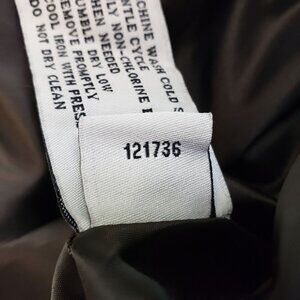 CHINE WASH COLD S
NTLE CYCLE
LY NON-CHLORINE
HEN NEEDED
UMBLE DRY LOW
REMOVE PROMPTLY
COOL IRON WITH PRESS
DO NOT DRY CLEAN
121736